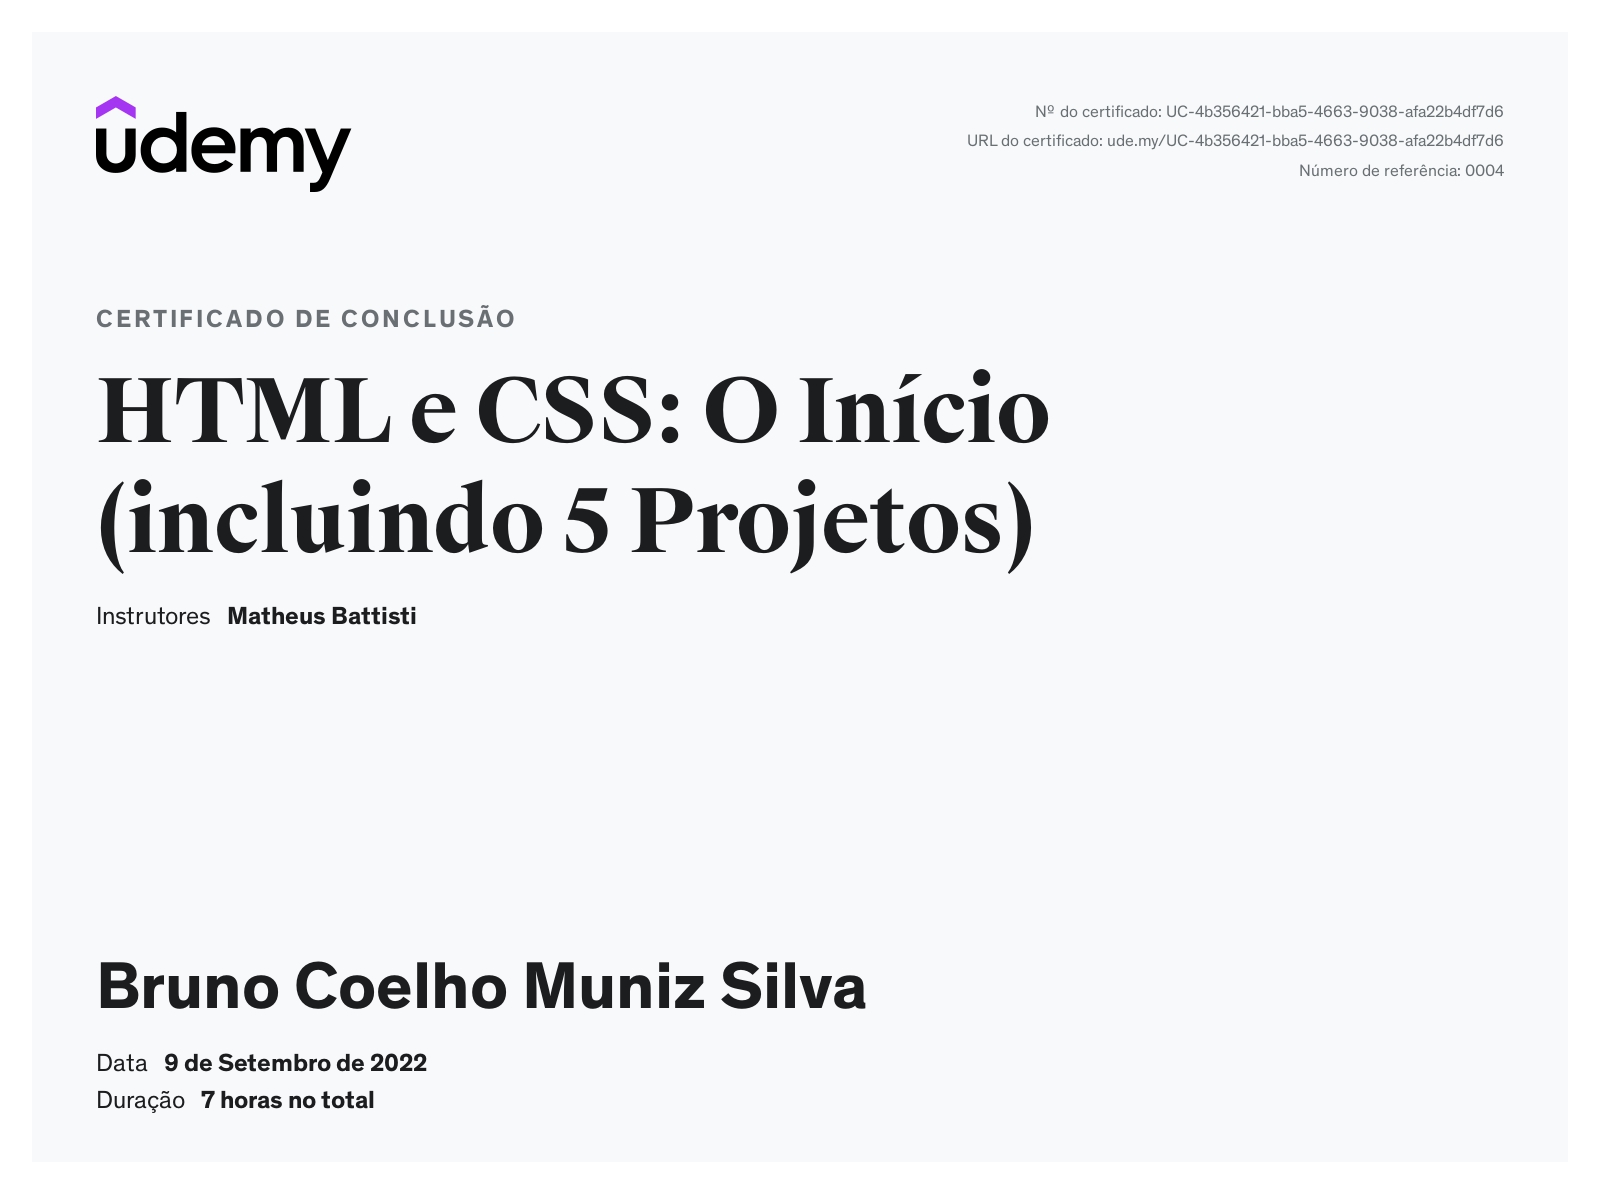 udemy
Nº do certificado: UC-4b356421-bba5-4663-9038-afa22b4df7d6
URL do certificado: ude.my/UC-4b356421-bba5-4663-9038-afa22b4df7d6
Número de referência: 0004
CERTIFICADO DE CONCLUSÃO
HTML e CSS: O Início
(incluindo 5 Projetos)
Instrutores Matheus Battisti
Bruno Coelho Muniz Silva
Data 9 de Setembro de 2022
Duração 7 horas no total